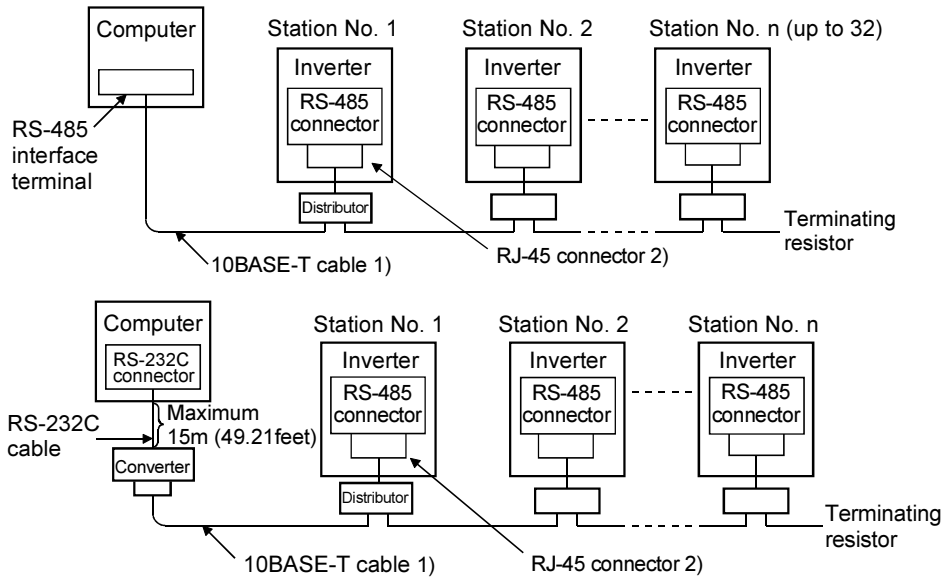 Computer
Station No. 1
Station No. 2
Station No. n (up to 32)
Inverter
Inverter
Inverter
RS-485
connector
RS-485
connector
RS-485
connector
RS-485
interface
terminal
Distributor
Terminating
resistor
10BASE-T cable 1)
RJ-45 connector 2)
Computer
Station No. 1
Station No. 2
Station No. n
RS-232C
connector
Inverter
Inverter
Inverter
RS-485
connector
RS-485
connector
RS-485
connector
RS-232C
cable
Maximum
15m (49.21feet)
Converter
Distributor
Terminating
resistor
10BASE-T cable 1)
RJ-45 connector 2)